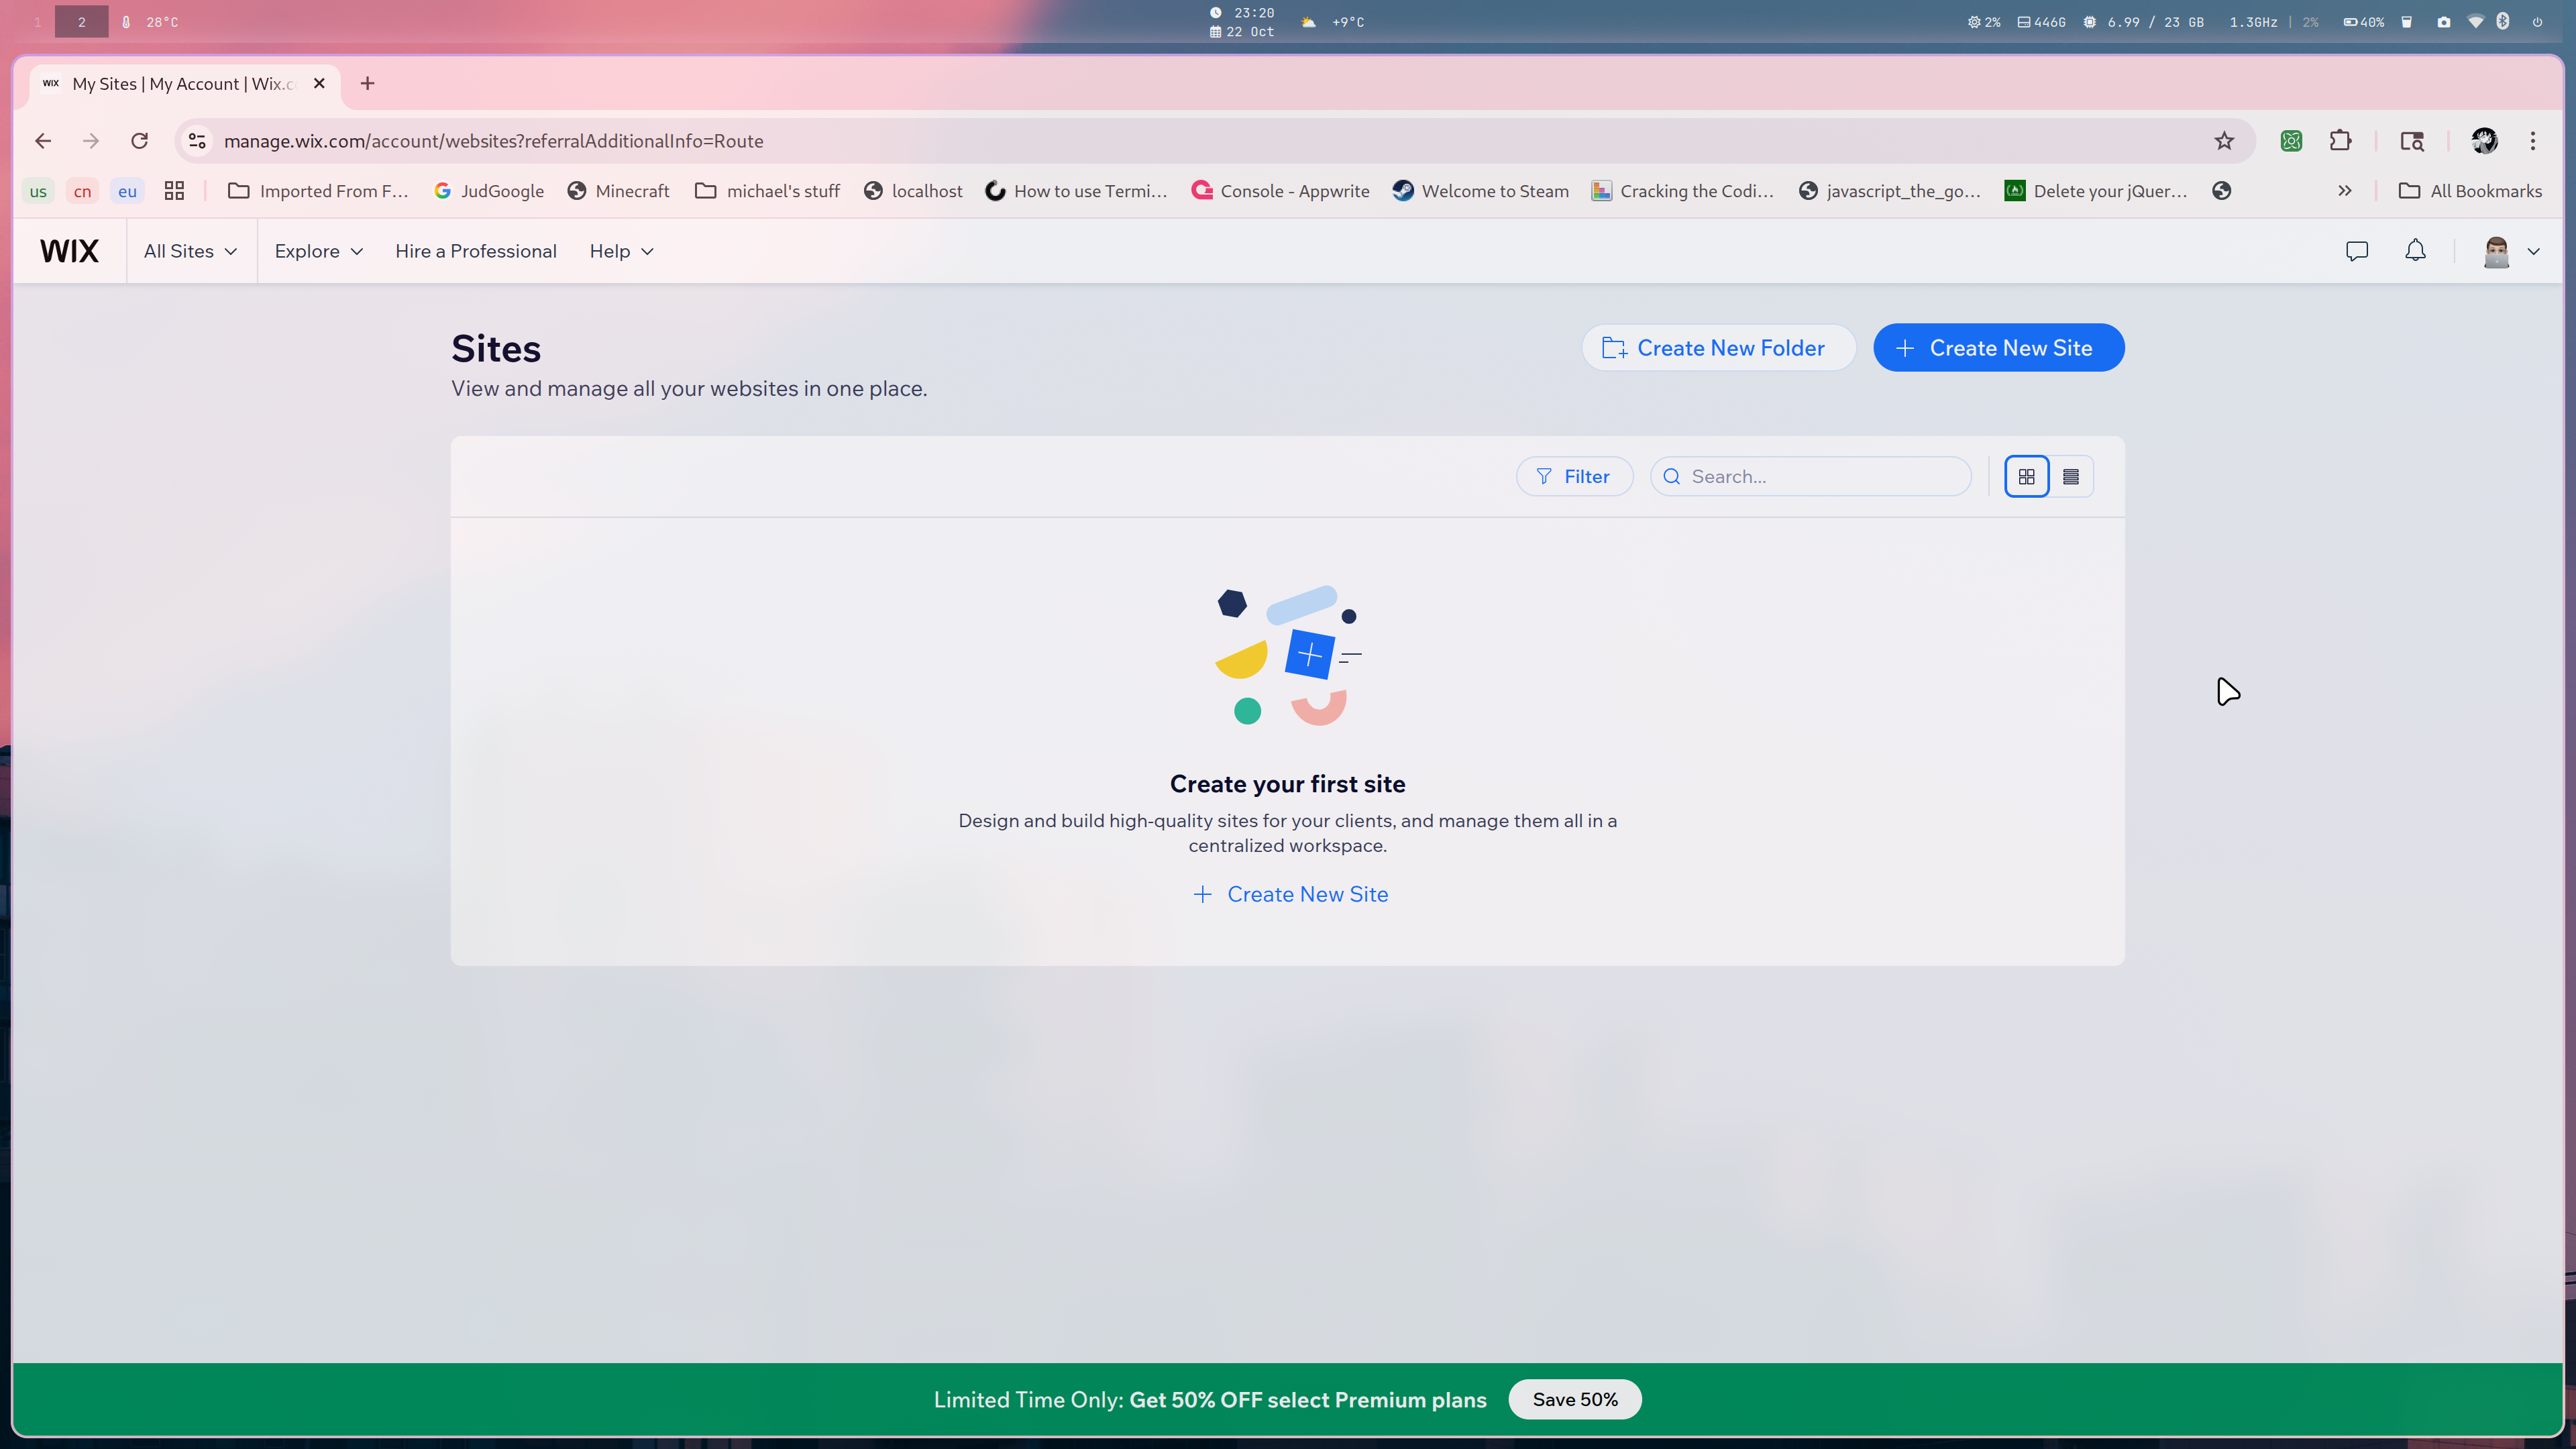 1 2 28°C
23:20
22 Oct
+9°C
2% 446G 6.99 / 23 GB 1.3GHz | 2% 40%
WIX My Sites | My Account | Wix.c
manage.wix.com/account/websites?referralAdditionalInfo=Route
us cn eu Imported From F... JudGoogle Minecraft michael's stuff localhost How to use Termi... Console - Appwrite Welcome to Steam Cracking the Codi... javascript_the_go... Delete your jQuer... All Bookmarks
WIX All Sites Explore Hire a Professional Help
Sites
Create New Folder
Create New Site
View and manage all your websites in one place.
Filter
Search...
Create your first site
Design and build high-quality sites for your clients, and manage them all in a
centralized workspace.
Create New Site
Limited Time Only: Get 50% OFF select Premium plans Save 50%